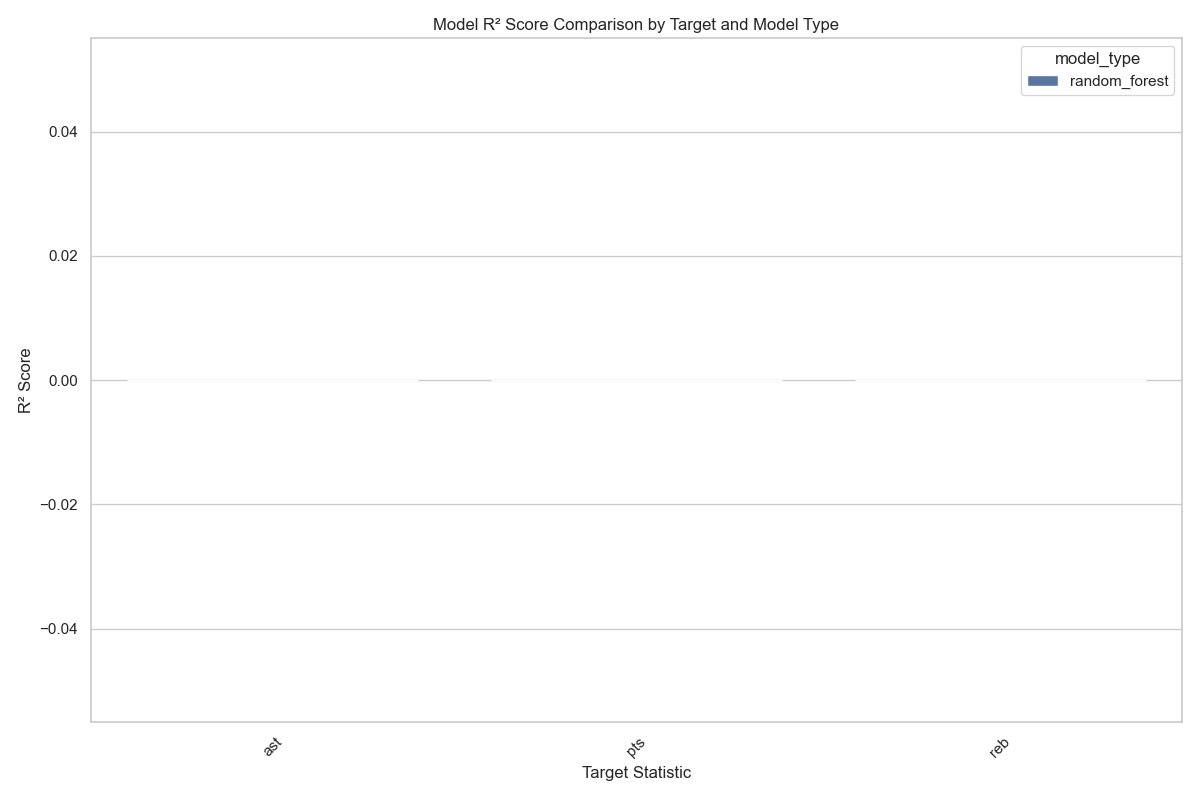 Model R² Score Comparison by Target and Model Type
model_type
random_forest
0.04
0.02
0.00
−0.02
−0.04
R² Score
ast
pts
reb
Target Statistic